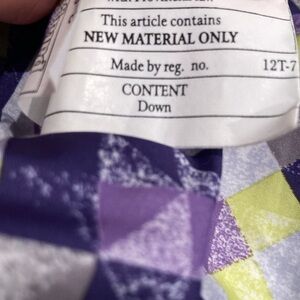 This article contains
NEW MATERIAL ONLY
Made by reg. no. 12T-7
CONTENT
Down